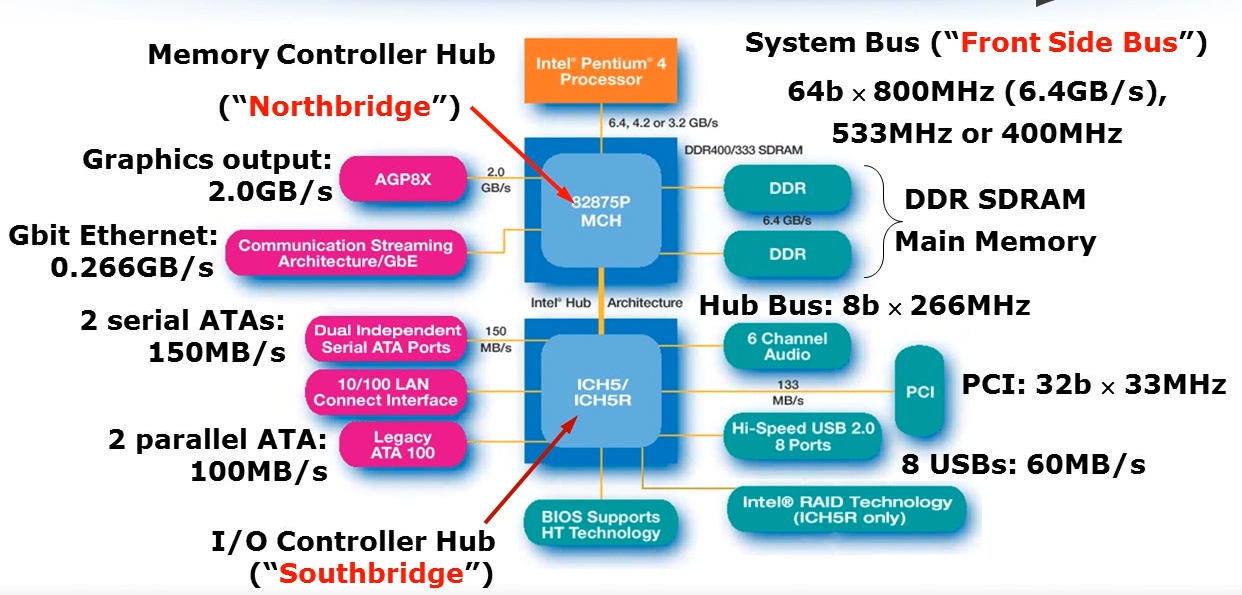 Memory Controller Hub
("Northbridge")
Intel® Pentium® 4
Processor
System Bus ("Front Side Bus")
64b × 800MHz (6.4GB/s),
533MHz or 400MHz
6.4, 4.2 or 3.2 GB/s
DDR400/333 SDRAM
Graphics output:
2.0GB/s
AGP8X
2.0
GB/s
82875P
MCH
DDR
6.4 GB/s
DDR
DDR SDRAM
Main Memory
Gbit Ethernet:
0.266GB/s
Communication Streaming
Architecture/GbE
Intel® Hub Architecture
Hub Bus: 8b × 266MHz
2 serial ATAs:
150MB/s
Dual Independent
Serial ATA Ports
150
MB/s
6 Channel
Audio
10/100 LAN
Connect Interface
ICH5/
ICH5R
133
MB/s
PCI
PCI: 32b × 33MHz
2 parallel ATA:
100MB/s
Legacy
ATA 100
Hi-Speed USB 2.0
8 Ports
8 USBs: 60MB/s
BIOS Supports
HT Technology
Intel® RAID Technology
(ICH5R only)
I/O Controller Hub
("Southbridge")